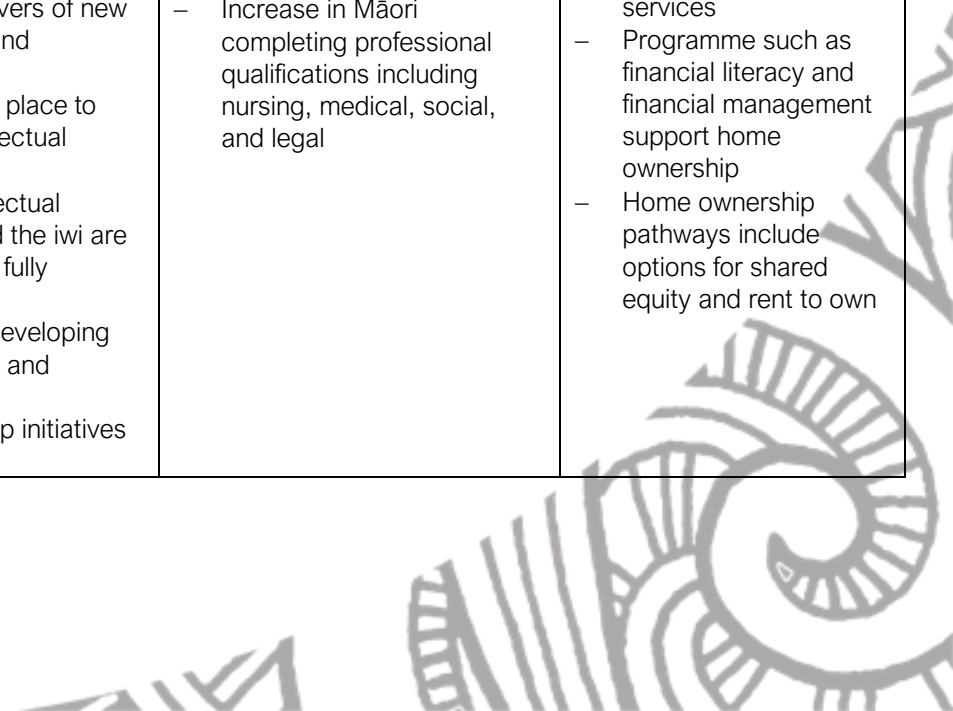 vers of new
nd
place to
ectual
ectual
d the iwi are
fully
eveloping
and
p initiatives
– Increase in Māori
completing professional
qualifications including
nursing, medical, social,
and legal
services
– Programme such as
financial literacy and
financial management
support home
ownership
– Home ownership
pathways include
options for shared
equity and rent to own